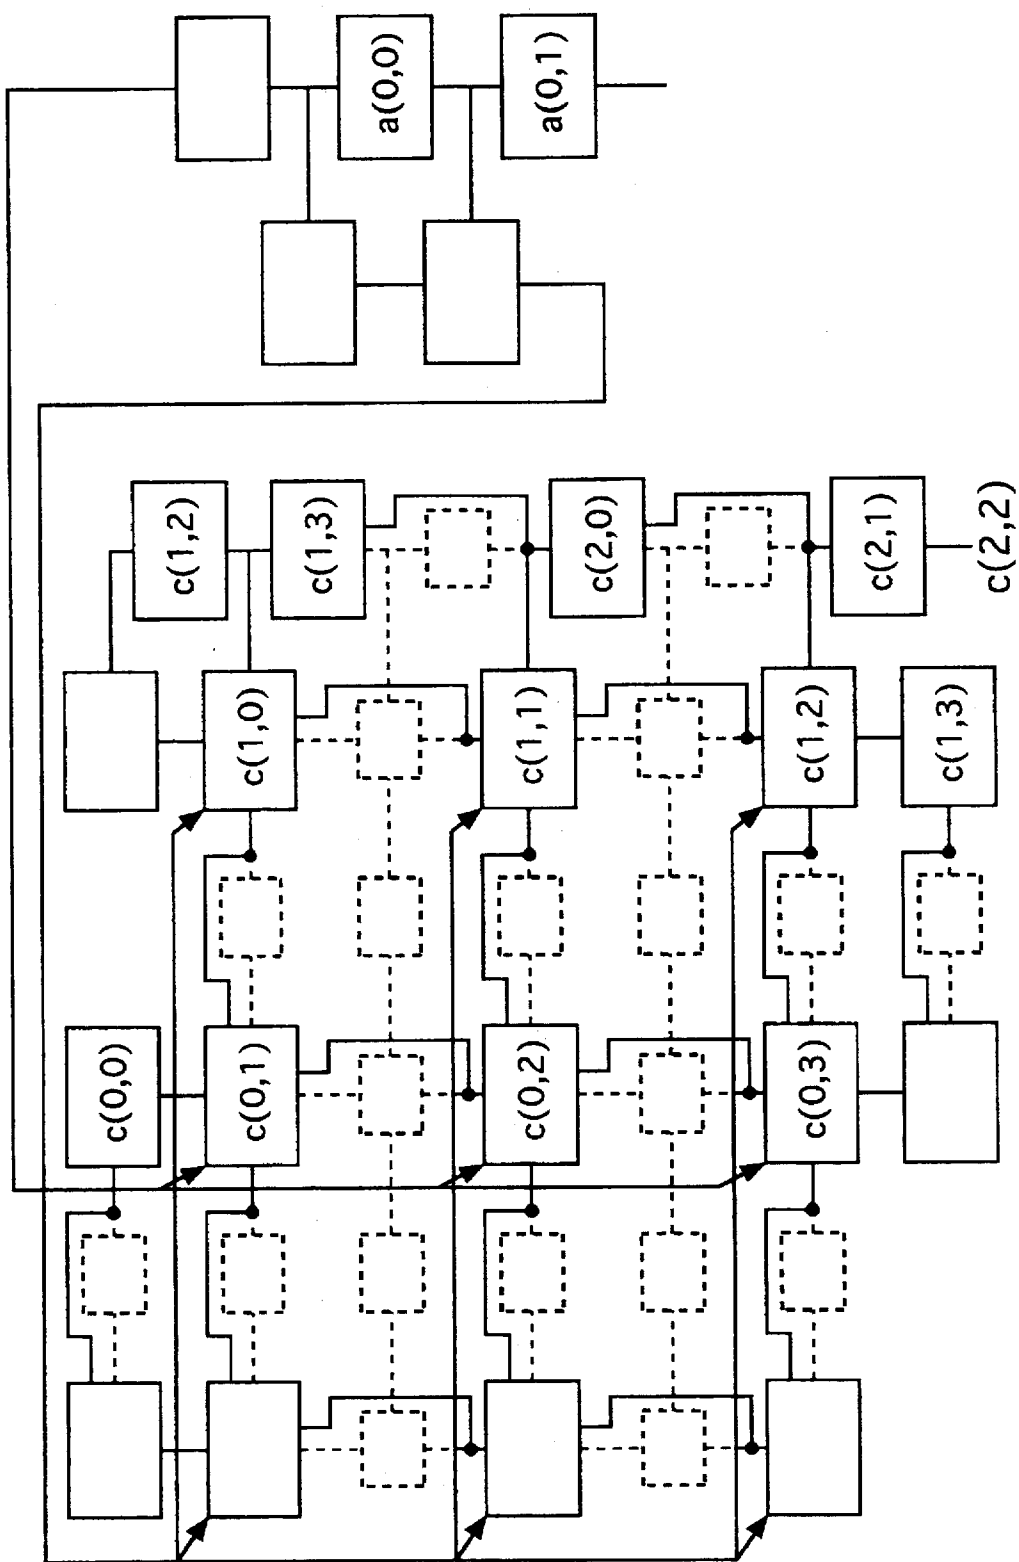 a(0,0)
a(0,1)
c(1,2)
c(1,3)
c(2,0)
c(2,1)
c(2,2)
c(1,0)
c(1,1)
c(1,2)
c(1,3)
c(0,0)
c(0,1)
c(0,2)
c(0,3)